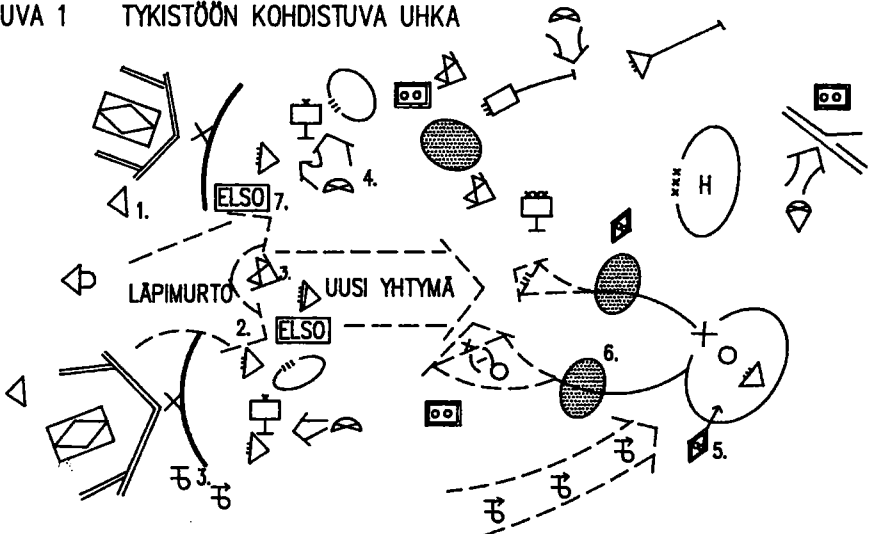 UVA 1 TYKISTÖÖN KOHDISTUVA UHKA
4.
1.
ELSO 7.
H
3.
LÄPIMURTO UUSI YHTYMÄ
2.
ELSO
6.
5.
3.